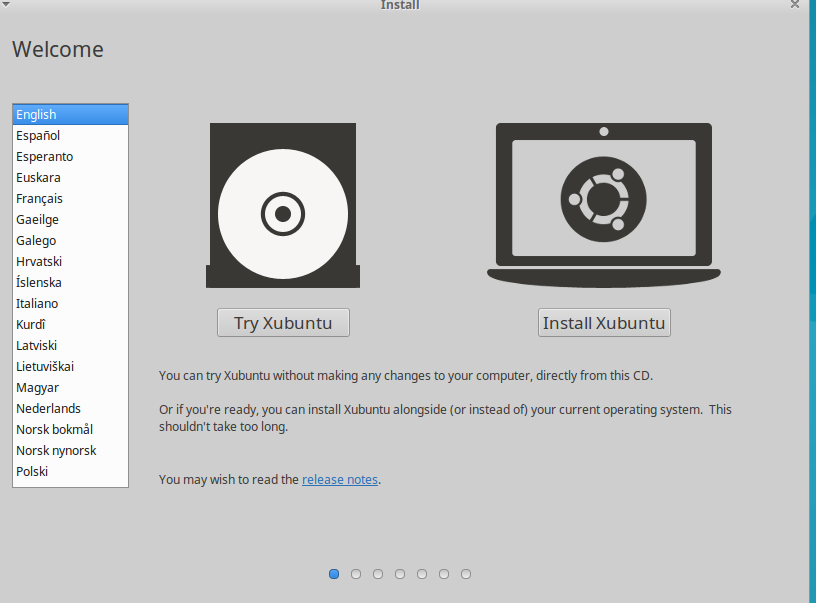 Install
Welcome
English
Español
Esperanto
Euskara
Français
Gaeilge
Galego
Hrvatski
Íslenska
Italiano
Kurdî
Latviski
Lietuviškai
Magyar
Nederlands
Norsk bokmål
Norsk nynorsk
Polski
Try Xubuntu
Install Xubuntu
You can try Xubuntu without making any changes to your computer, directly from this CD.
Or if you're ready, you can install Xubuntu alongside (or instead of) your current operating system. This
shouldn't take too long.
You may wish to read the release notes.